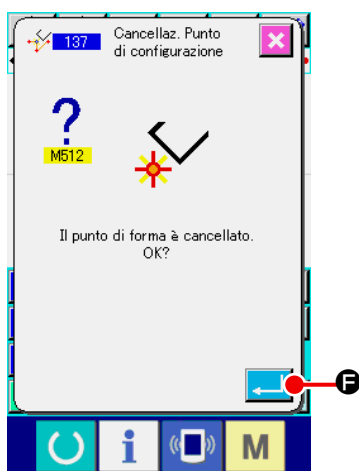 137
Cancellaz. Punto
di configurazione
?
M512
Il punto di forma è cancellato.
OK?
F
i
M